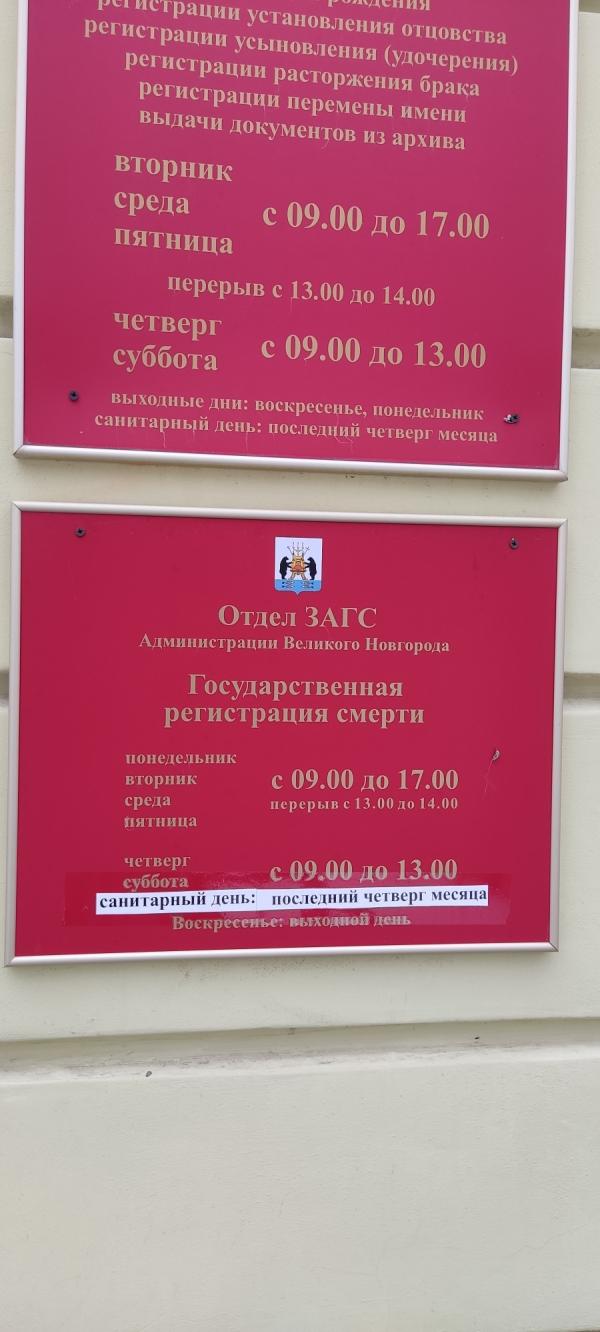 рождения
регистрации установления отцовства
регистрации усыновления (удочерения)
регистрации расторжения брака
регистрации перемены имени
выдачи документов из архива
вторник
среда
пятница
с 09.00 до 17.00
перерыв с 13.00 до 14.00
четверг
суббота
с 09.00 до 13.00
выходные дни: воскресенье, понедельник
санитарный день: последний четверг месяца
Отдел ЗАГС
Администрации Великого Новгорода
Государственная
регистрация смерти
понедельник
вторник
среда
пятница
с 09.00 до 17.00
перерыв с 13.00 до 14.00
четверг
суббота
с 09.00 до 13.00
санитарный день: последний четверг месяца
Воскресенье: выходной день